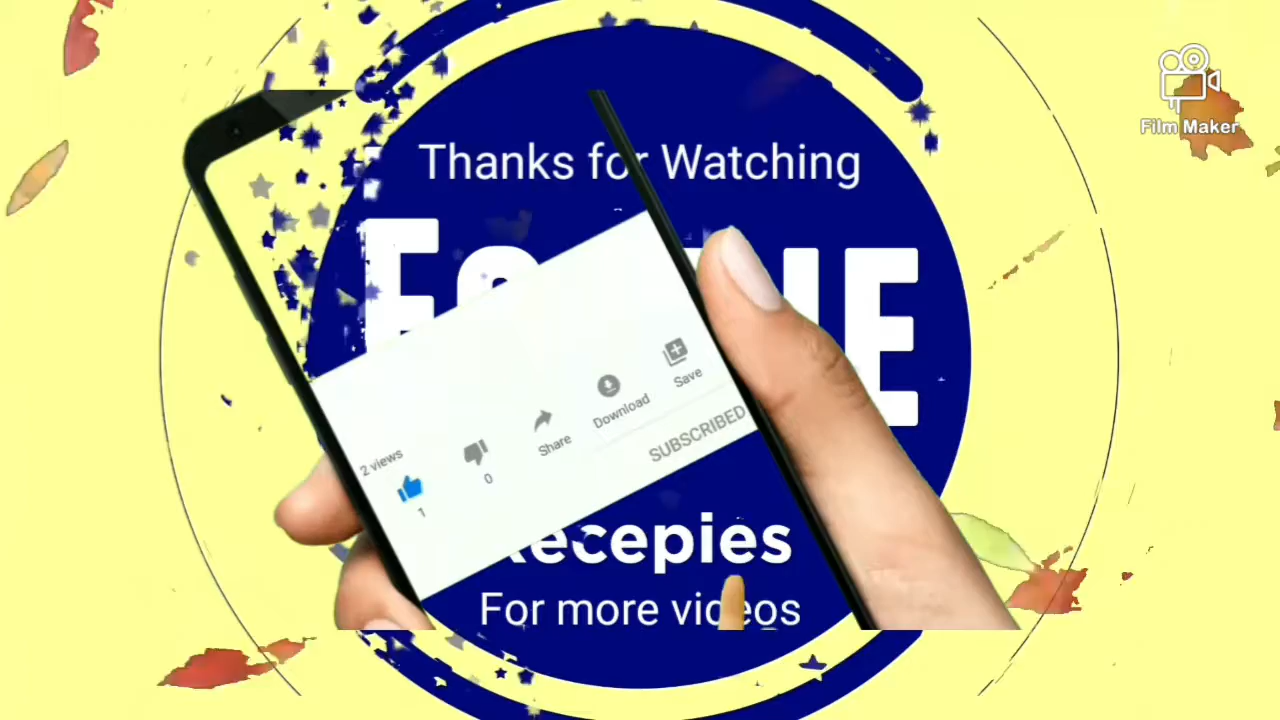 Film Maker
Thanks for Watching
2 views
1
0
Share
Download
Save
SUBSCRIBED
Recepies
For more videos